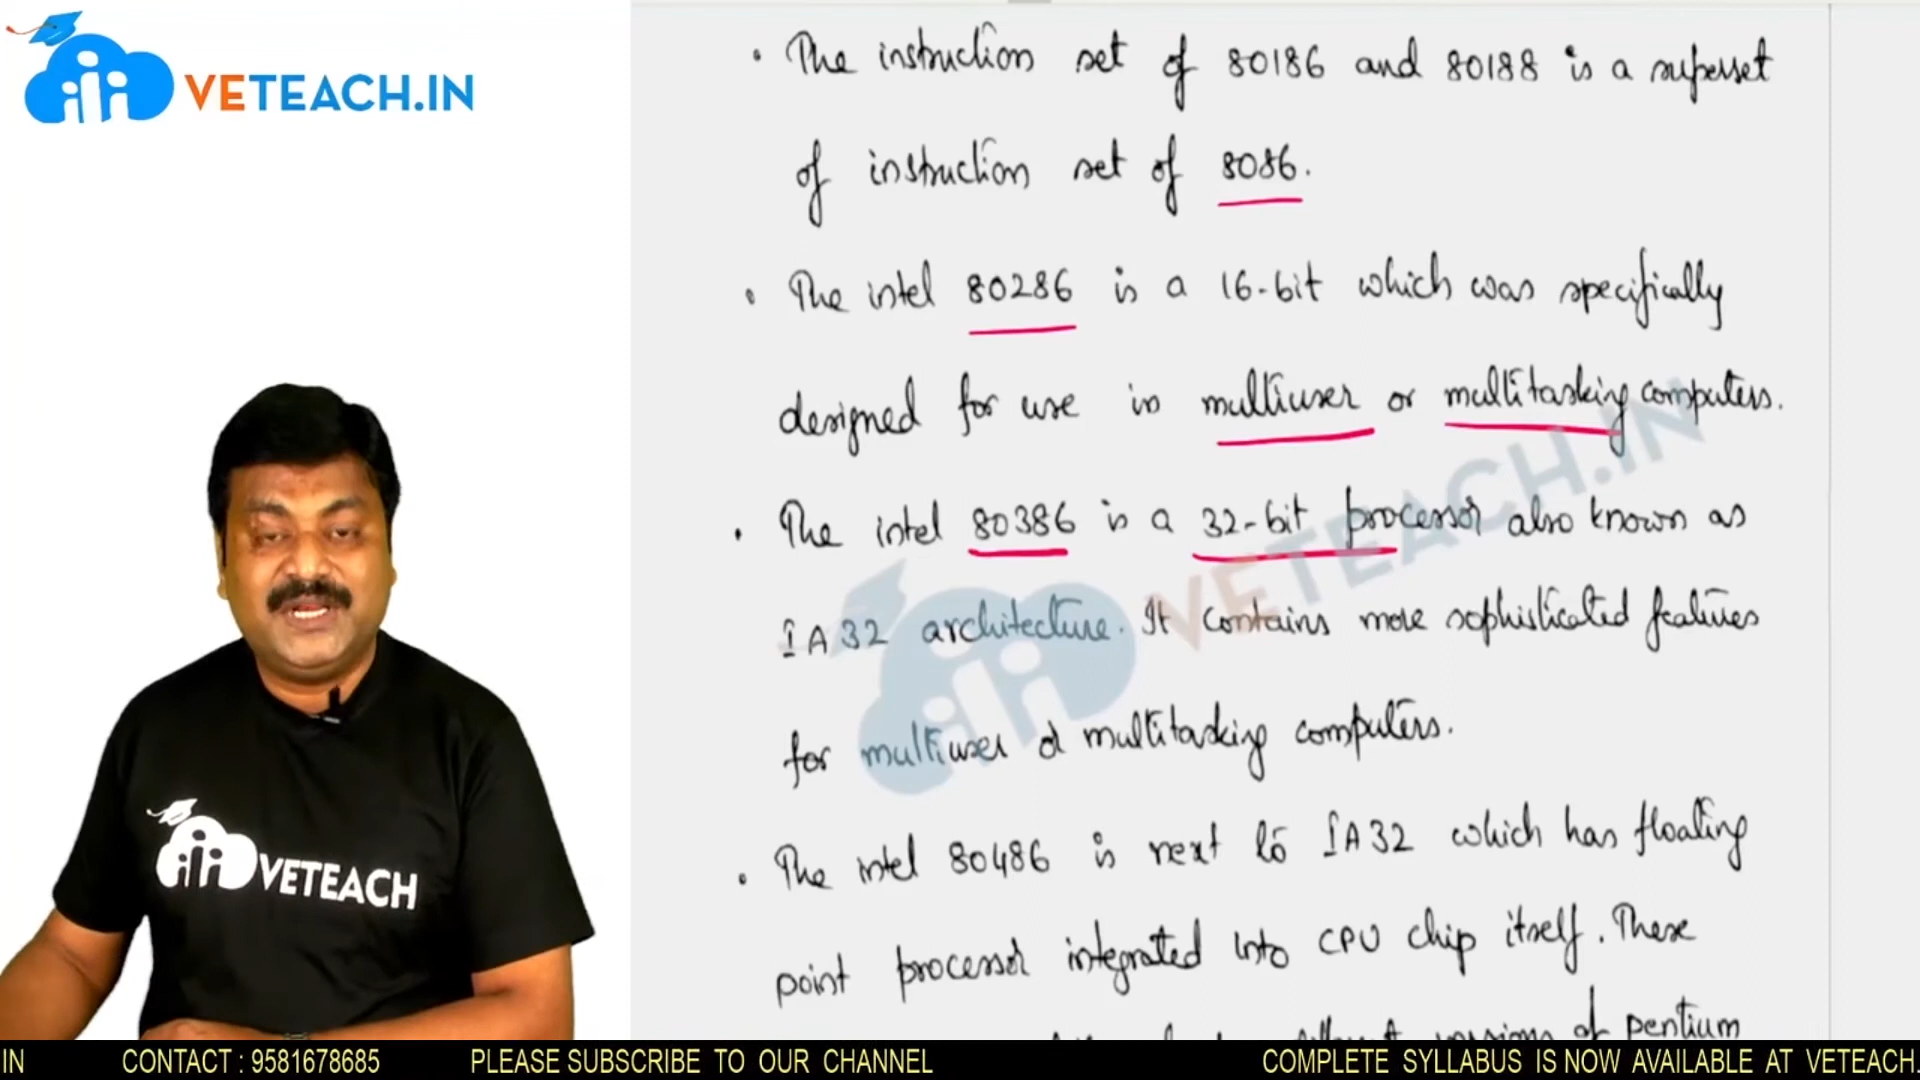 VETEACH.IN
• The instruction set of 80186 and 80188 is a superset
of instruction set of 8086.
• The intel 80286 is a 16-bit which was specifically
designed for use in multiuser or multitasking computers.
• The intel 80386 is a 32-bit processor also known as
IA32 architecture. It contains more sophisticated features
for multiuser & multitasking computers.
• The intel 80486 is next to IA32 which has floating
point processor integrated into CPU chip itself. These
versions of pentium
VETEACH.IN
VETEACH
IN CONTACT : 9581678685 PLEASE SUBSCRIBE TO OUR CHANNEL COMPLETE SYLLABUS IS NOW AVAILABLE AT VETEACH.